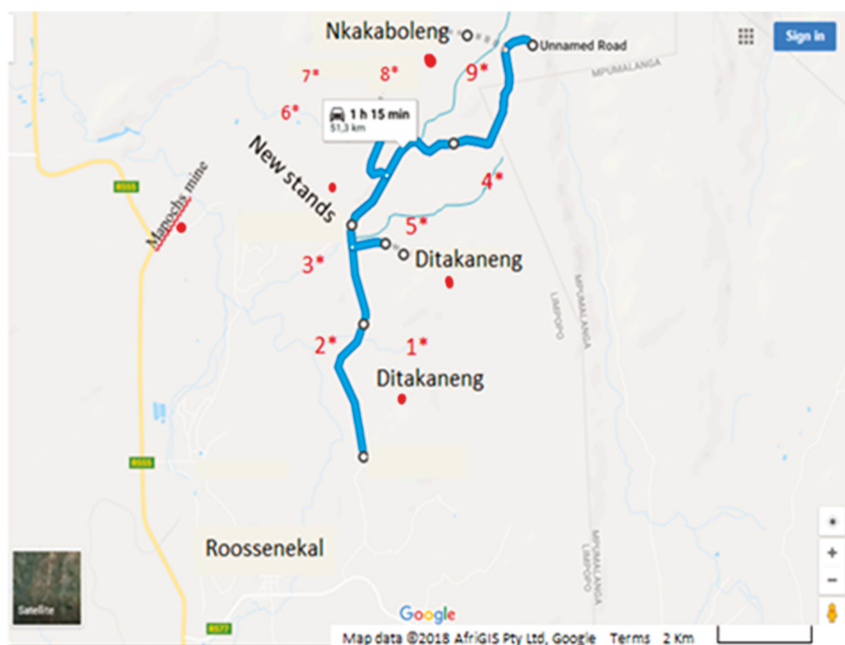 Nkakaboleng
Unnamed Road
Sign in
MPUMALANGA
7*
8*
9*
6*
1 h 15 min
51,3 km
New stands
R555
Mapochs mine
4*
5*
3*
Ditakaneng
LIMPOPO
MPUMALANGA
2*
1*
Ditakaneng
R555
Roossenekal
MPUMALANGA
LIMPOPO
Satellite
Google
R577
Map data ©2018 AfriGIS Pty Ltd, Google Terms 2 Km